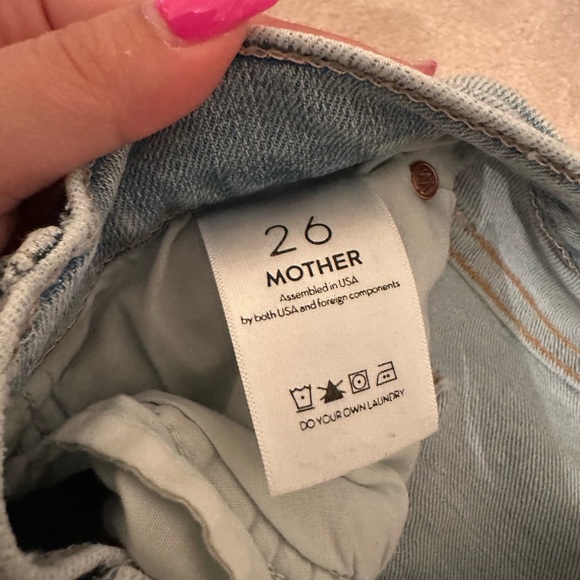 26
MOTHER
Assembled in USA
by both USA and foreign components
DO YOUR OWN LAUNDRY